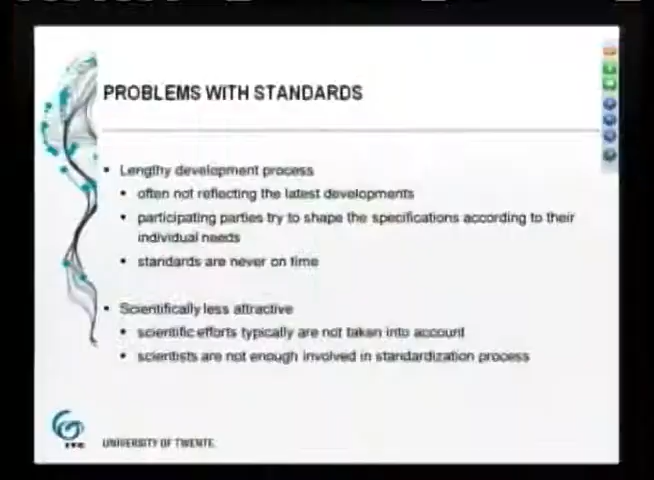 PROBLEMS WITH STANDARDS
• Lengthy development process
• often not reflecting the latest developments
• participating parties try to shape the specifications according to their
individual needs
• standards are never on time
• Scientifically less attractive
• scientific efforts typically are not taken into account
• scientists are not enough involved in standardization process
ITC
UNIVERSITY OF TWENTE.